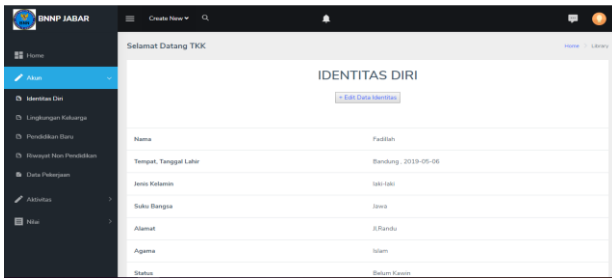 BNNP JABAR
Create New
Selamat Datang TKK
Home / Library
Home
Akun
Identitas Diri
Lingkungan Keluarga
Pendidikan Baru
Riwayat Non Pendidikan
Data Pekerjaan
Aktivitas
Nilai
IDENTITAS DIRI
+ Edit Data Identitas
Nama Fadillah
Tempat, Tanggal Lahir Bandung , 2019-05-06
Jenis Kelamin laki-laki
Suku Bangsa Jawa
Alamat Jl.Randu
Agama Islam
Status Belum Kawin